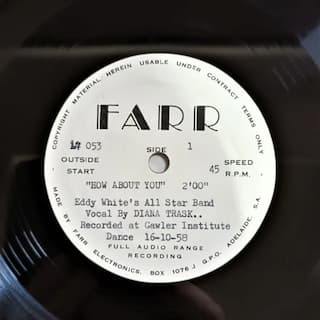 COPYRIGHT MATERIAL HEREIN USABLE UNDER CONTRACT TERMS ONLY
FARR
053
SIDE 1
OUTSIDE START
45 SPEED R.P.M.
"HOW ABOUT YOU" 2'00"
Eddy White's All Star Band
Vocal By DIANA TRASK..
Recorded at Gawler Institute
Dance 16-10-58
FULL AUDIO RANGE
RECORDING
MADE BY FARR ELECTRONICS, BOX 1076 J G.P.O. ADELAIDE, S.A.